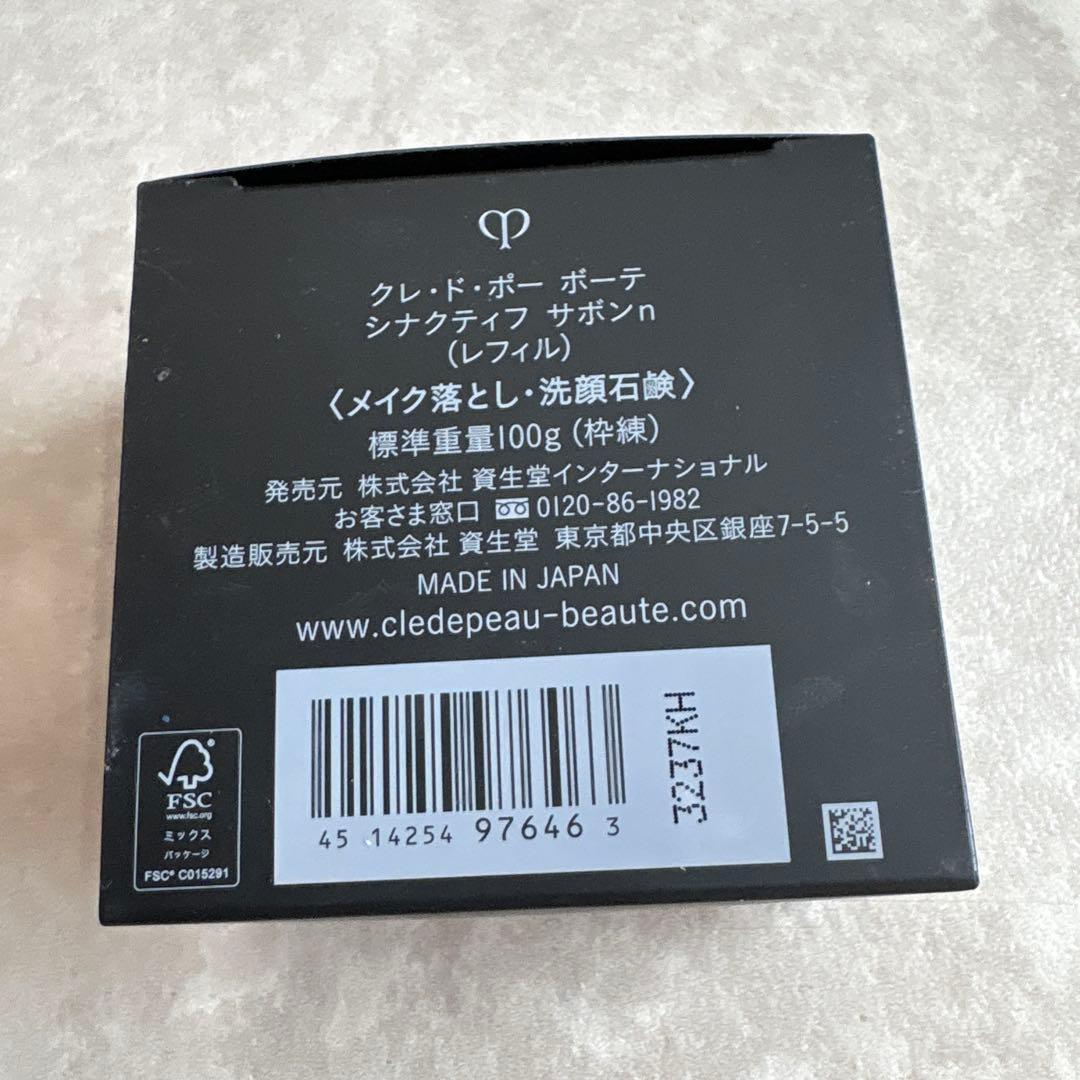 クレ・ド・ポー ボーテ
シナクティフ サボンn
(レフィル)
〈メイク落とし・洗顔石鹸〉
標準重量100g (枠練)
発売元 株式会社 資生堂インターナショナル
お客さま窓口 0120-86-1982
製造販売元 株式会社 資生堂 東京都中央区銀座7-5-5
MADE IN JAPAN
www.cledepeau-beaute.com
45 14254 97646 3
3237KH
FSC
www.fsc.org
ミックス
パッケージ
FSC® C015291